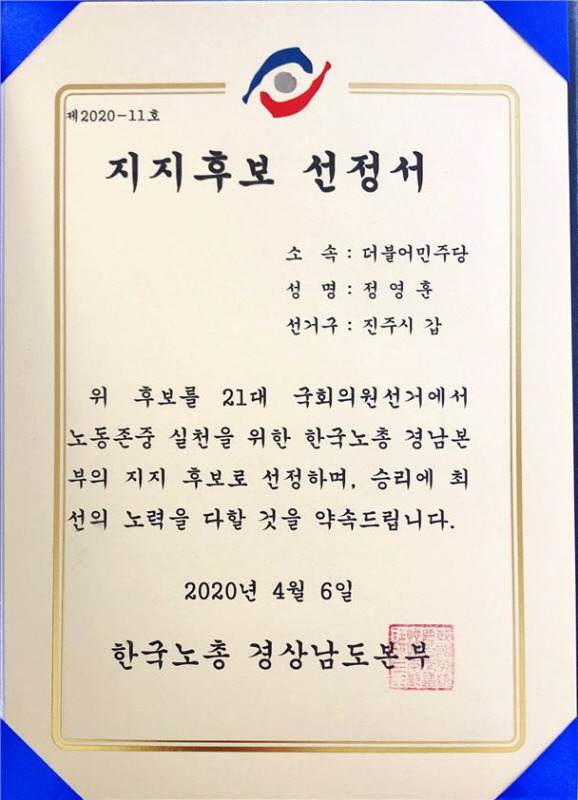 제2020-11호
지지후보 선정서
소 속 : 더불어민주당
성 명 : 정 영 훈
선거구 : 진주시 갑
위 후보를 21대 국회의원선거에서
노동존중 실천을 위한 한국노총 경남본
부의 지지 후보로 선정하며, 승리에 최
선의 노력을 다할 것을 약속드립니다.
2020년 4월 6일
한국노총 경상남도본부